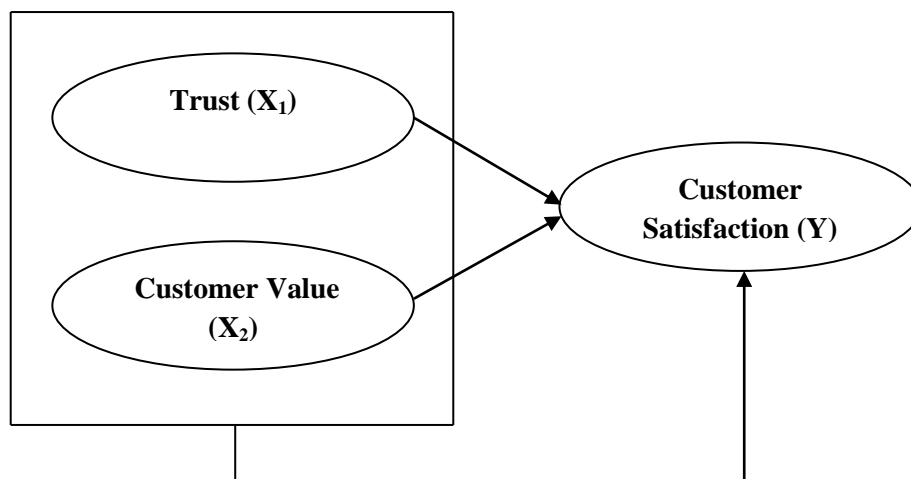 Trust (X₁)
Customer
Satisfaction (Y)
Customer Value
(X₂)